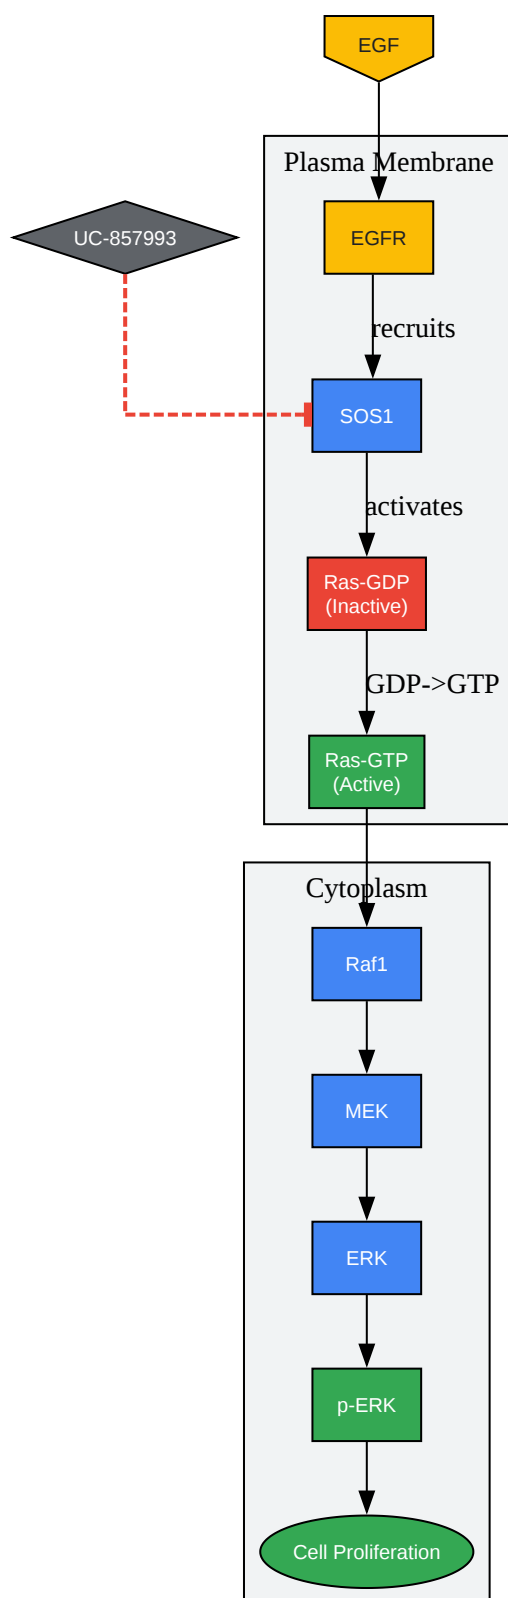 EGF
Plasma Membrane
UC-857993
EGFR
recruits
SOS1
activates
Ras-GDP
(Inactive)
GDP->GTP
Ras-GTP
(Active)
Cytoplasm
Raf1
MEK
ERK
p-ERK
Cell Proliferation